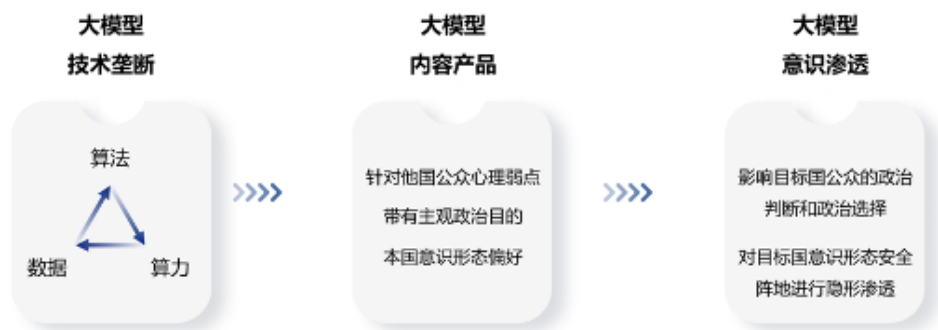 大模型
技术垄断
算法
数据
算力
大模型
内容产品
针对他国公众心理弱点
带有主观政治目的
本国意识形态偏好
大模型
意识渗透
影响目标国公众的政治
判断和政治选择
对目标国意识形态安全
阵地进行隐形渗透